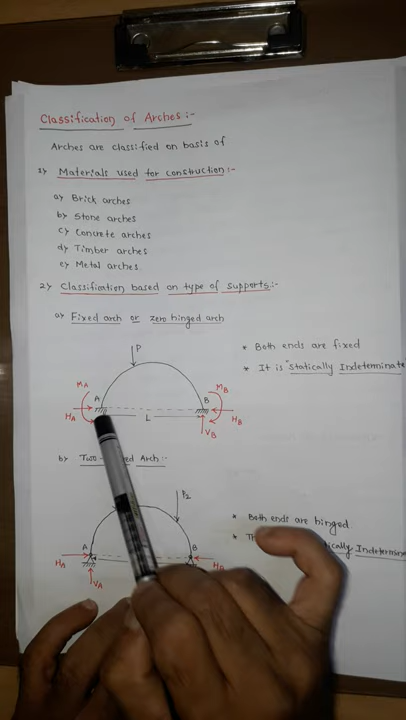 Classification of Arches :-
Arches are classified on basis of
1) Materials used for construction :-
a) Brick arches
b) Stone arches
c) Concrete arches
d) Timber arches
e) Metal arches.
2) Classification based on type of supports :-
a) Fixed arch or zero hinged arch
P
* Both ends are fixed
* It is "Statically Indeterminate
MA
MB
A
B
HA
L
HB
VB
b) Two Arch :-
P2
* Both ends are hinged
*
A
B
HA
VA